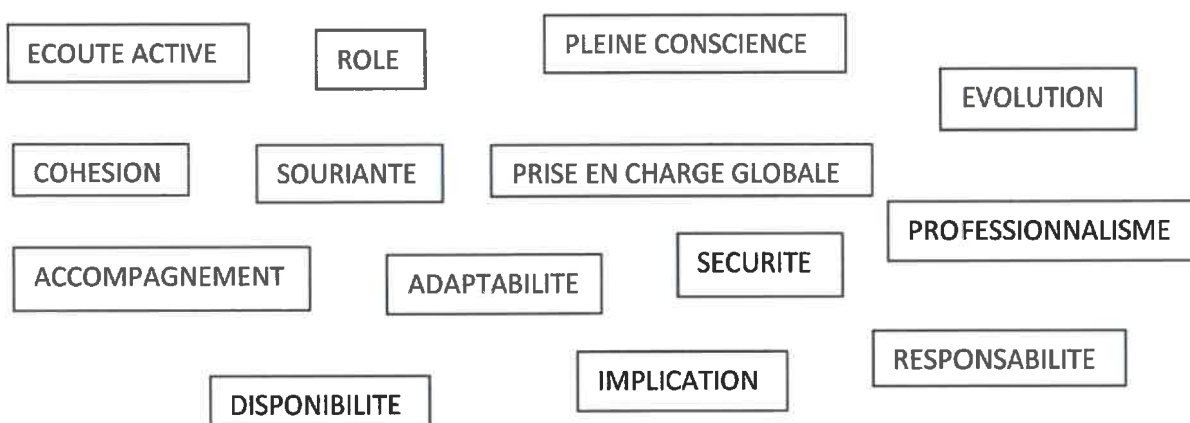 ECOUTE ACTIVE
ROLE
PLEINE CONSCIENCE
EVOLUTION
COHESION
SOURIANTE
PRISE EN CHARGE GLOBALE
PROFESSIONNALISME
ACCOMPAGNEMENT
ADAPTABILITE
SECURITE
RESPONSABILITE
DISPONIBILITE
IMPLICATION